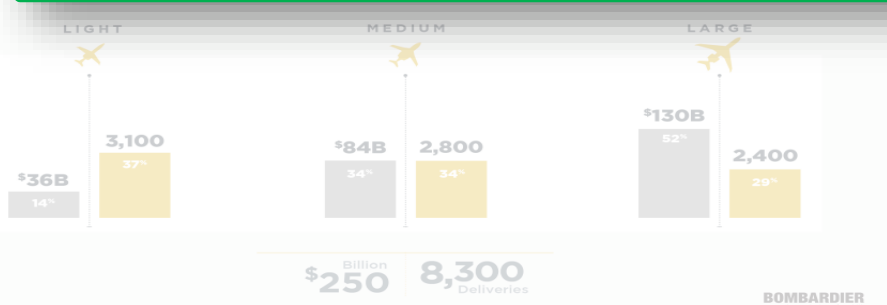 LIGHT MEDIUM LARGE
$130B
3,100
52%
$84B 2,800
2,400
37%
$36B
34% 34%
29%
14%
$250 Billion
8,300 Deliveries
BOMBARDIER